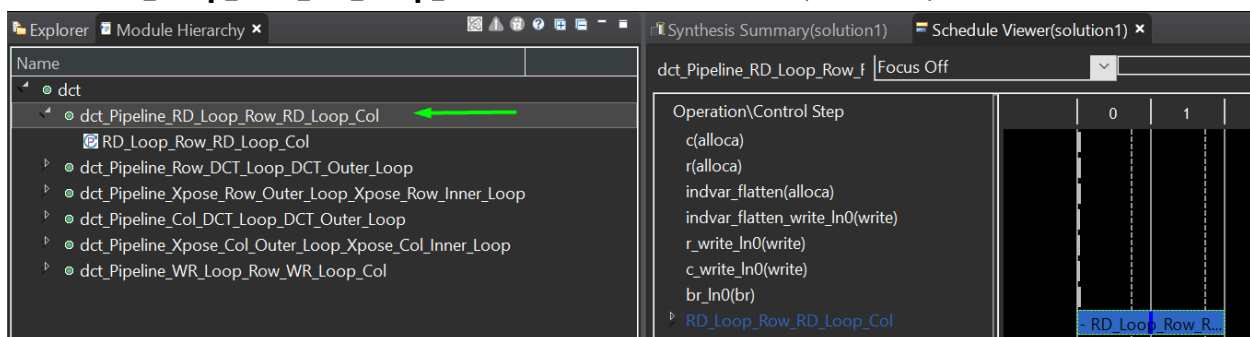 Explorer Module Hierarchy
Name
dct
dct_Pipeline_RD_Loop_Row_RD_Loop_Col
RD_Loop_Row_RD_Loop_Col
dct_Pipeline_Row_DCT_Loop_DCT_Outer_Loop
dct_Pipeline_Xpose_Row_Outer_Loop_Xpose_Row_Inner_Loop
dct_Pipeline_Col_DCT_Loop_DCT_Outer_Loop
dct_Pipeline_Xpose_Col_Outer_Loop_Xpose_Col_Inner_Loop
dct_Pipeline_WR_Loop_Row_WR_Loop_Col
Synthesis Summary(solution1) Schedule Viewer(solution1)
dct_Pipeline_RD_Loop_Row_F Focus Off
Operation\Control Step 0 1
c(alloca)
r(alloca)
indvar_flatten(alloca)
indvar_flatten_write_ln0(write)
r_write_ln0(write)
c_write_ln0(write)
br_ln0(br)
RD_Loop_Row_RD_Loop_Col - RD_Loop_Row_R...